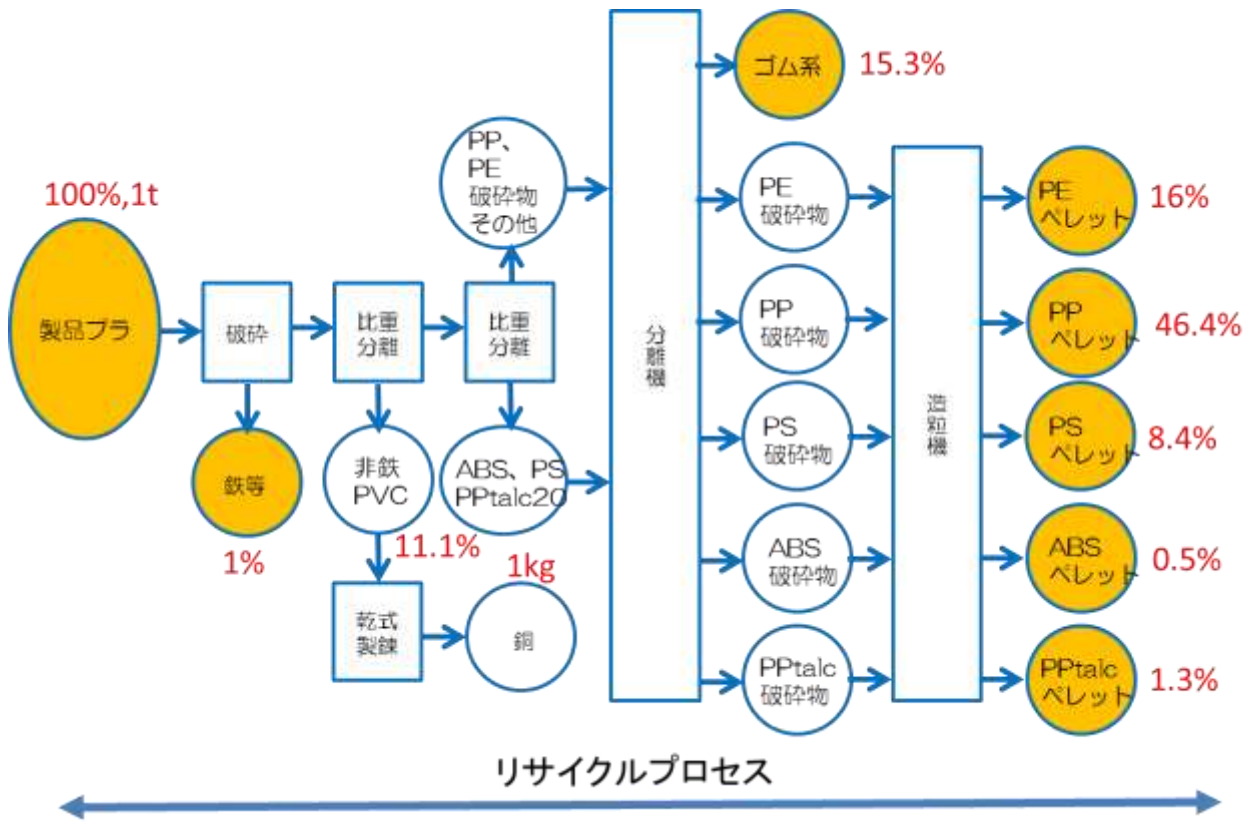 100%,1t
製品プラ
破砕
鉄等
1%
比重
分離
非鉄
PVC
11.1%
乾式
製錬
1kg
銅
比重
分離
PP、
PE
破砕物
その他
ABS、PS
PPtalc20
分離機
ゴム系
15.3%
PE
破砕物
PP
破砕物
PS
破砕物
ABS
破砕物
PPtalc
破砕物
造粒機
PE
ペレット
16%
PP
ペレット
46.4%
PS
ペレット
8.4%
ABS
ペレット
0.5%
PPtalc
ペレット
1.3%
リサイクルプロセス